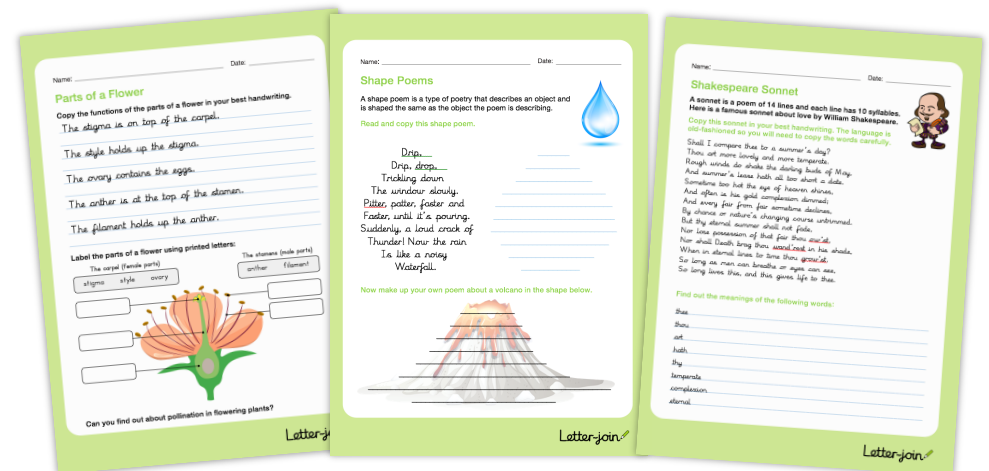 Name:
Date:
Parts of a Flower
Copy the functions of the parts of a flower in your best handwriting.
The stigma is on top of the carpel.
The style holds up the stigma.
The ovary contains the eggs.
The anther is at the top of the stamen.
The filament holds up the anther.
Label the parts of a flower using printed letters:
The carpel (female parts)
stigma style ovary
The stamens (male parts)
anther filament
Can you find out about pollination in flowering plants?
Letter-jo
Name:
Date:
Shape Poems
A shape poem is a type of poetry that describes an object and
is shaped the same as the object the poem is describing.
Read and copy this shape poem.
Drip,
Drip, drop,
Trickling down
The window slowly.
Pitter, patter, faster and
Faster, until it's pouring.
Suddenly, a loud crack of
Thunder! Now the rain
Is like a noisy
Waterfall.
Now make up your own poem about a volcano in the shape below.
Letter-join
Name:
Date:
Shakespeare Sonnet
A sonnet is a poem of 14 lines and each line has 10 syllables.
Here is a famous sonnet about love by William Shakespeare.
Copy this sonnet in your best handwriting. The language is
old-fashioned so you will need to copy the words carefully.
Shall I compare thee to a summer's day?
Thou art more lovely and more temperate.
Rough winds do shake the darling buds of May,
And summer's lease hath all too short a date.
Sometime too hot the eye of heaven shines,
And often is his gold complexion dimmed;
And every fair from fair sometime declines,
By chance or nature's changing course untrimmed.
But thy eternal summer shall not fade,
Nor lose possession of that fair thou ow'st,
Nor shall Death brag thou wand'rest in his shade,
When in eternal lines to time thou grow'st.
So long as men can breathe or eyes can see,
So long lives this, and this gives life to thee.
Find out the meanings of the following words:
thee
thou
art
hath
thy
temperate
complexion
eternal
Letter-join